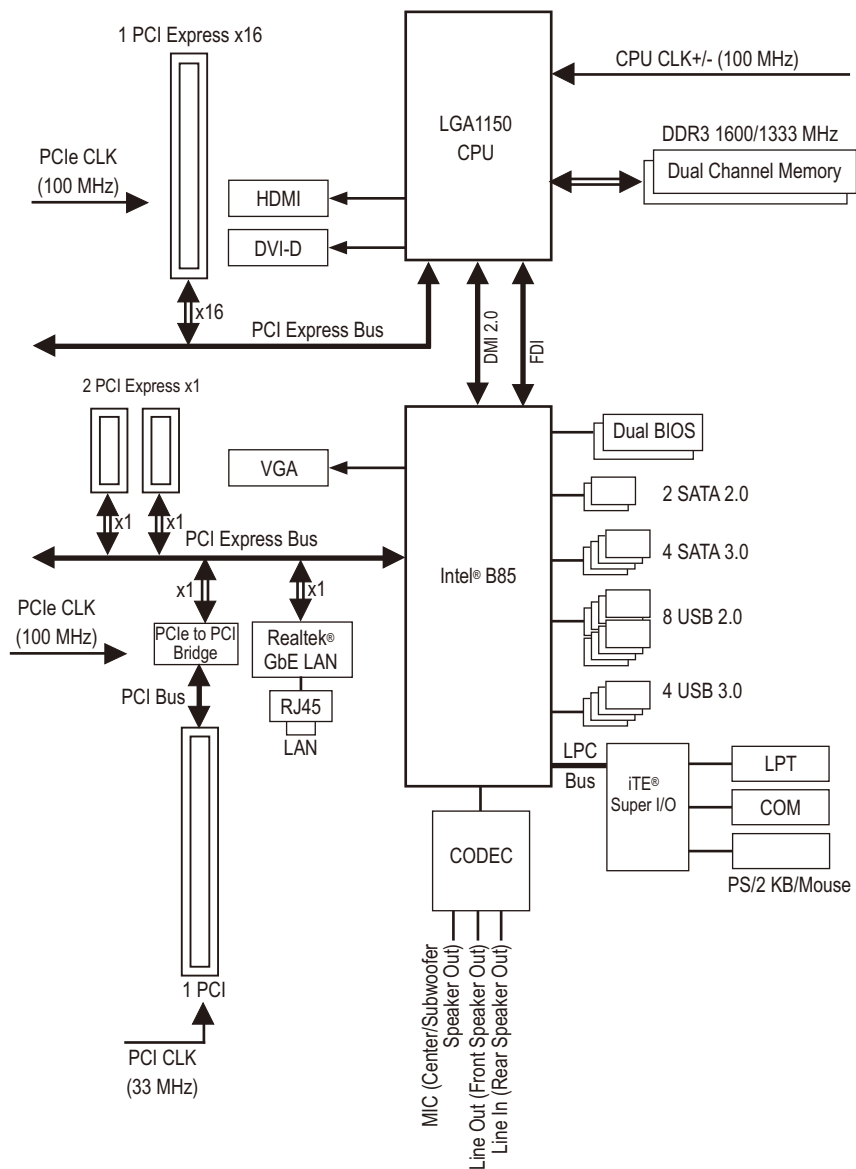 1 PCI Express x16
CPU CLK+/- (100 MHz)
LGA1150
CPU
DDR3 1600/1333 MHz
Dual Channel Memory
PCIe CLK
(100 MHz)
HDMI
DVI-D
x16
PCI Express Bus
DMI 2.0
FDI
2 PCI Express x1
Dual BIOS
VGA
2 SATA 2.0
x1
x1
PCI Express Bus
4 SATA 3.0
Intel® B85
x1
x1
PCIe CLK
(100 MHz)
8 USB 2.0
PCIe to PCI
Bridge
Realtek®
GbE LAN
PCI Bus
RJ45
LAN
4 USB 3.0
LPC
Bus
iTE®
Super I/O
LPT
COM
PS/2 KB/Mouse
CODEC
MIC (Center/Subwoofer
Speaker Out)
Line Out (Front Speaker Out)
Line In (Rear Speaker Out)
1 PCI
PCI CLK
(33 MHz)